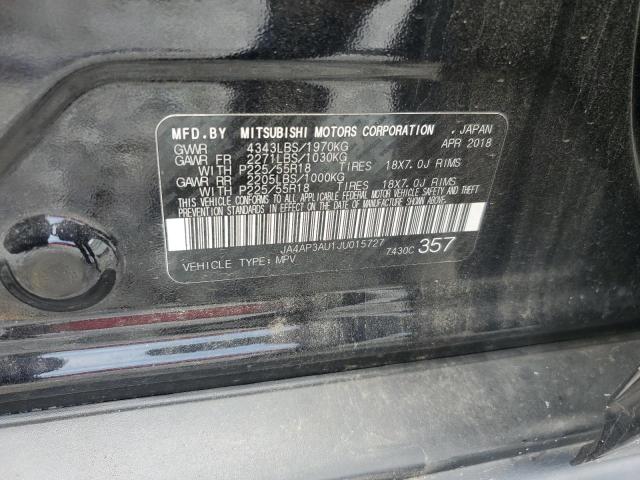 MFD.BY MITSUBISHI MOTORS CORPORATION, JAPAN
GVWR 4343LBS/1970KG APR 2018
GAWR FR 2271LBS/1030KG
WITH P225/55R18 TIRES 18X7.0J RIMS
GAWR RR 2205LBS/1000KG
WITH P225/55R18 TIRES 18X7.0J RIMS
THIS VEHICLE CONFORMS TO ALL APPLICABLE FEDERAL MOTOR VEHICLE SAFETY AND THEFT
PREVENTION STANDARDS IN EFFECT ON THE DATE OF MANUFACTURE SHOWN ABOVE.
JA4AP3AU1JU015727 7430C 357
VEHICLE TYPE: MPV